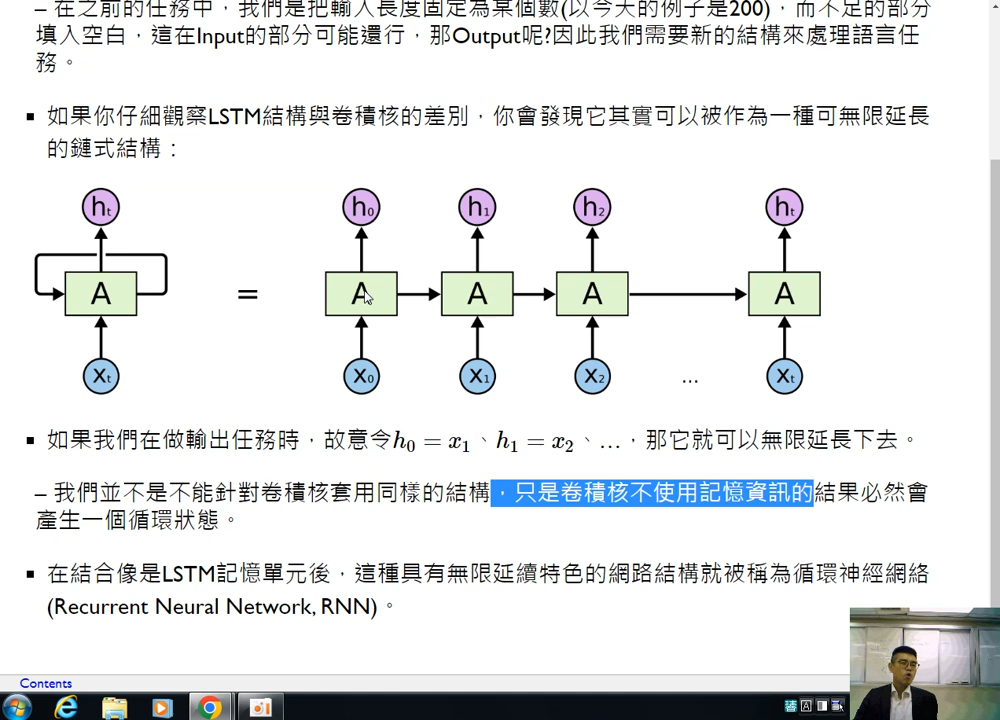 – 在之前的任務中，我們是把輸入長度固定為某個數(以今天的例子是200)，而不足的部分
填入空白，這在Input的部分可能還行，那Output呢?因此我們需要新的結構來處理語言任
務。
▪ 如果你仔細觀察LSTM結構與卷積核的差別，你會發現它其實可以被作為一種可無限延長
的鏈式結構：
ht h0 h1 h2 ht
A = A A A A
xt x0 x1 x2 ... xt
▪ 如果我們在做輸出任務時，故意令h0 = x1、h1 = x2、…，那它就可以無限延長下去。
– 我們並不是不能針對卷積核套用同樣的結構，只是卷積核不使用記憶資訊的結果必然會
產生一個循環狀態。
▪ 在結合像是LSTM記憶單元後，這種具有無限延續特色的網路結構就被稱為循環神經網絡
(Recurrent Neural Network, RNN)。
Contents